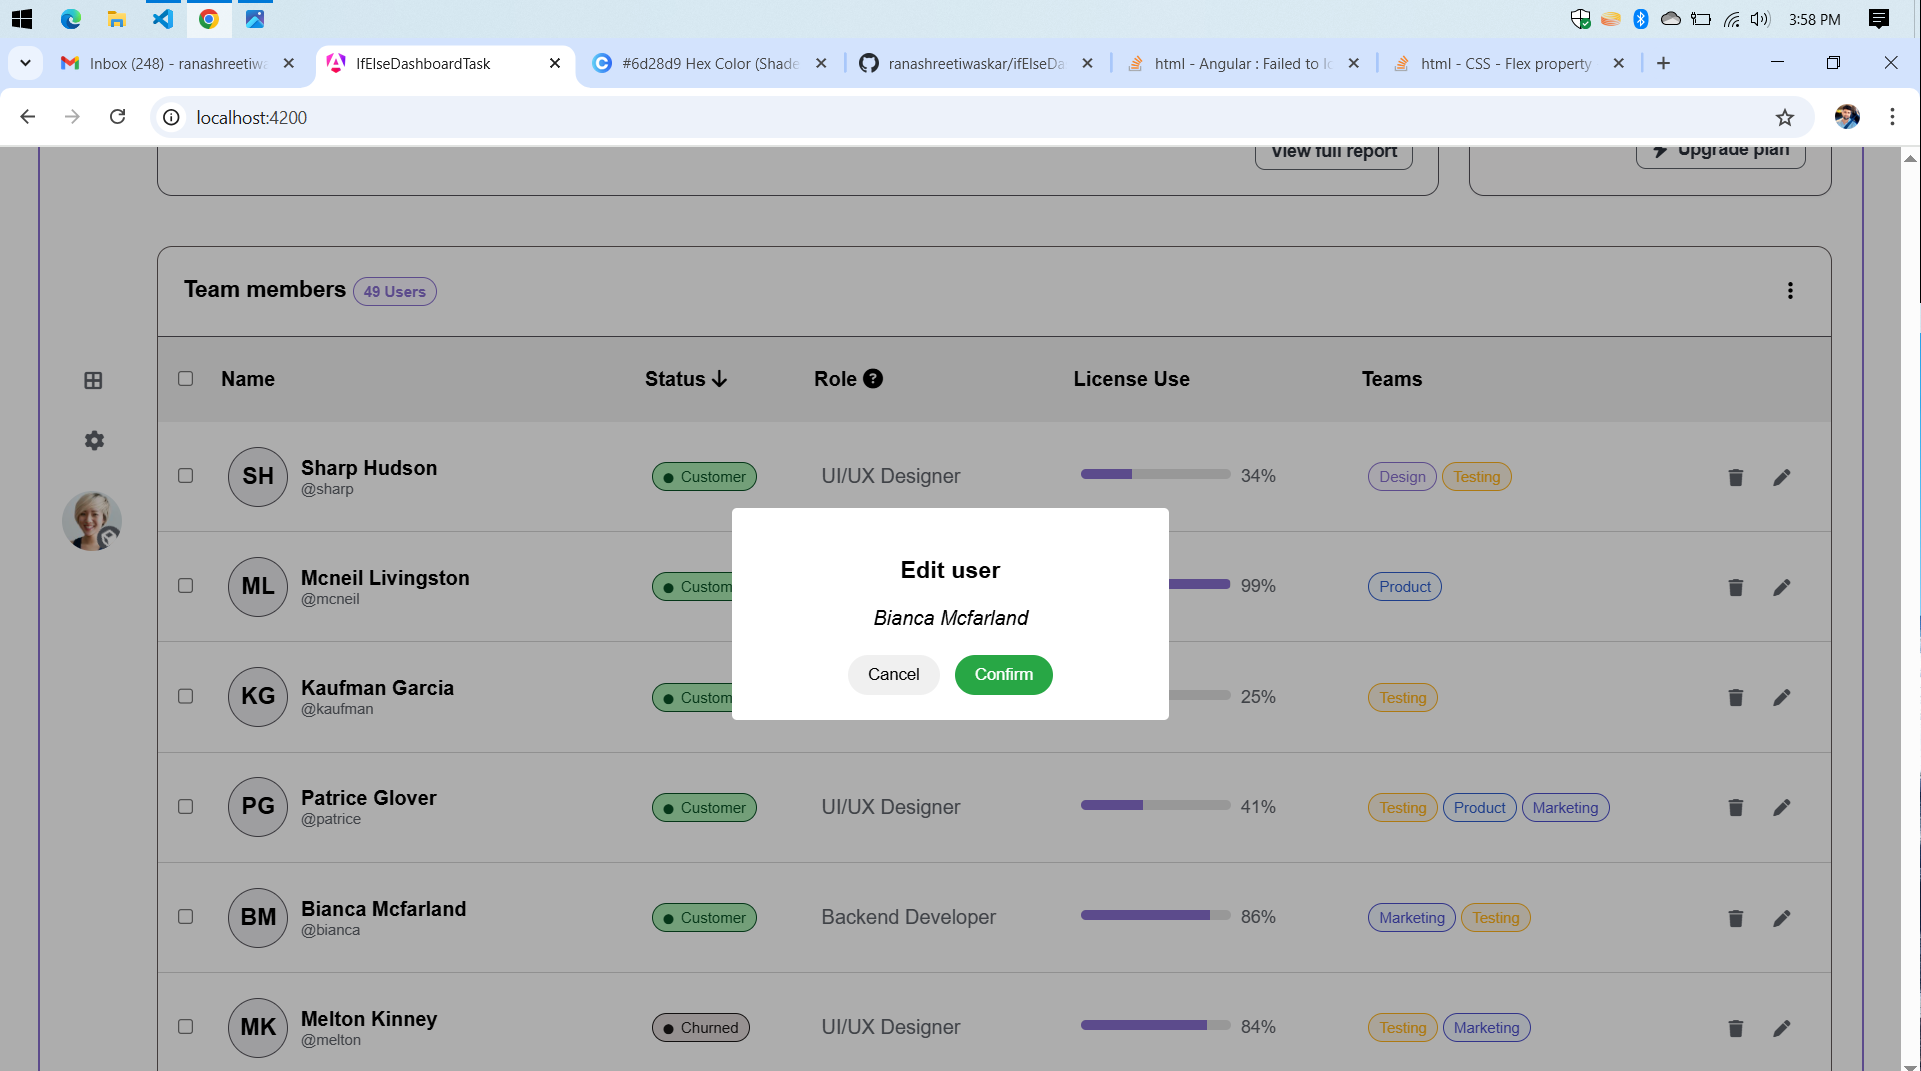 3:58 PM
Inbox (248) - ranashreetiwa
IfElseDashboardTask
#6d28d9 Hex Color (Shade
ranashreetiwaskar/ifElseDa
html - Angular : Failed to lo
html - CSS - Flex property
localhost:4200
View full report
Upgrade plan
Team members 49 Users
Name Status Role ? License Use Teams
SH Sharp Hudson Customer UI/UX Designer 34% Design Testing
@sharp
ML Mcneil Livingston Custom 99% Product
@mcneil
KG Kaufman Garcia Custom 25% Testing
@kaufman
Edit user
Bianca Mcfarland
Cancel Confirm
PG Patrice Glover Customer UI/UX Designer 41% Testing Product Marketing
@patrice
BM Bianca Mcfarland Customer Backend Developer 86% Marketing Testing
@bianca
MK Melton Kinney Churned UI/UX Designer 84% Testing Marketing
@melton